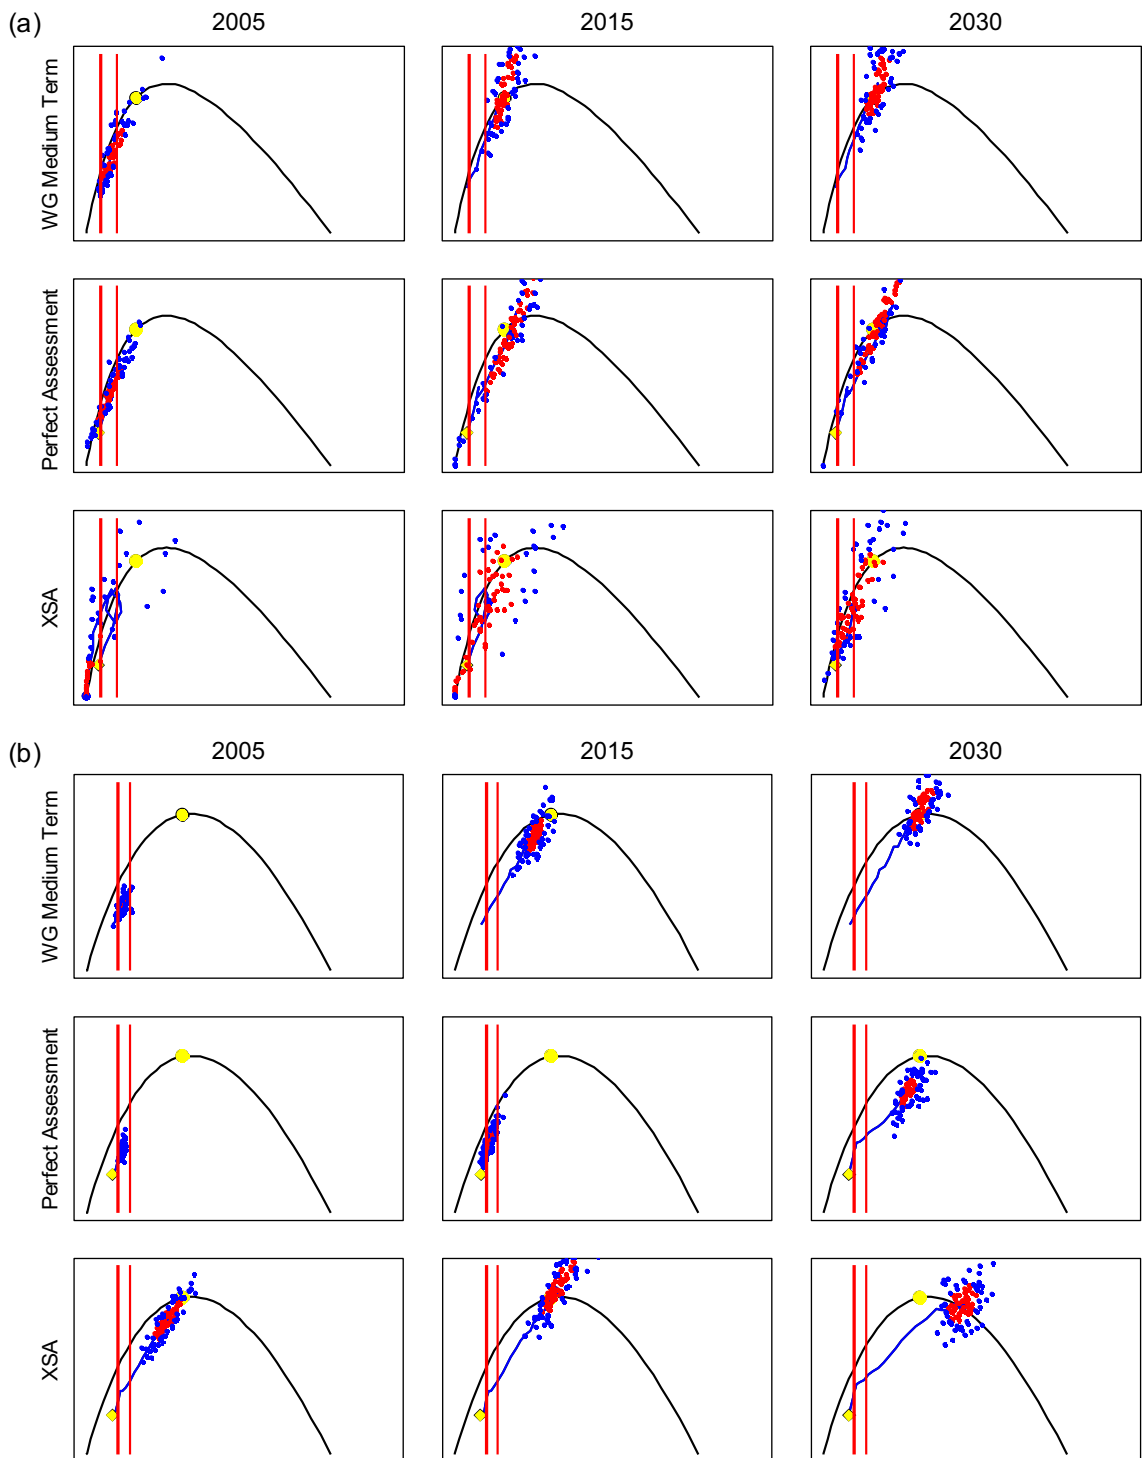 (a)
2005 2015 2030
WG Medium Term
Perfect Assessment
XSA
(b)
2005 2015 2030
WG Medium Term
Perfect Assessment
XSA